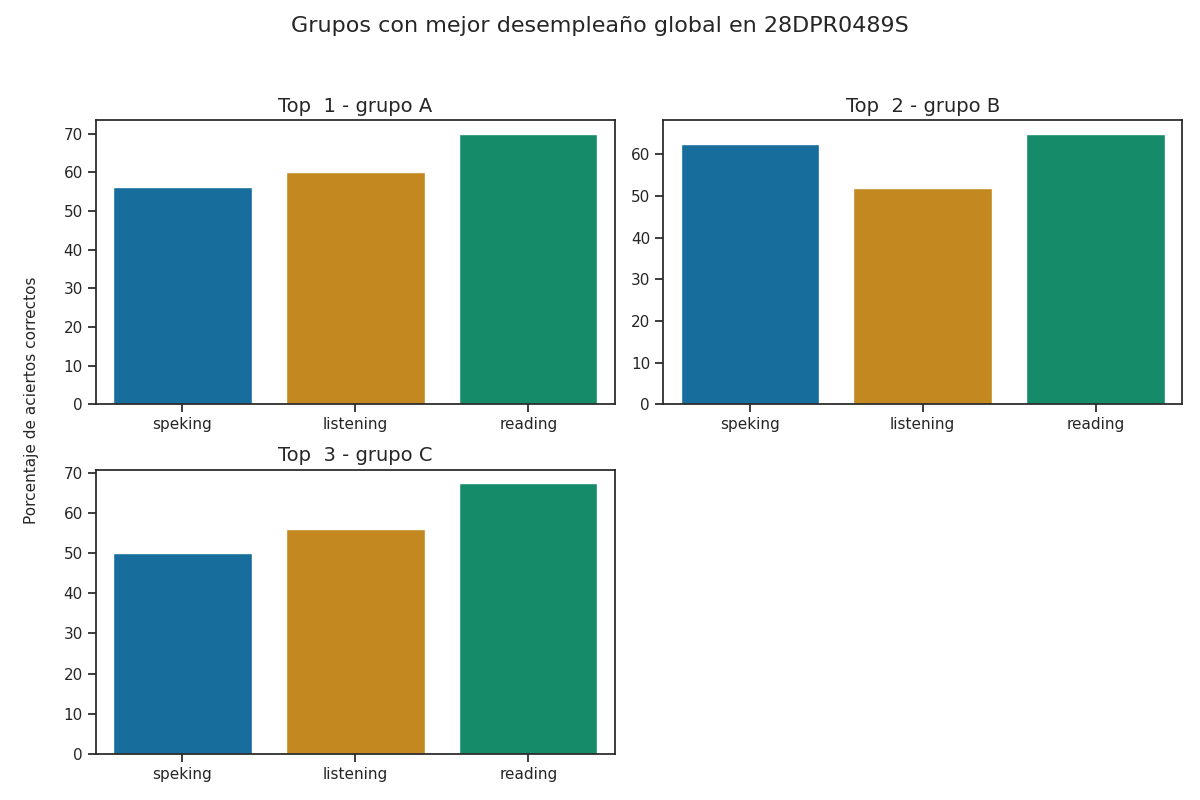 Grupos con mejor desempleaño global en 28DPR0489S
Porcentaje de aciertos correctos
Top  1 - grupo A
70
60
50
40
30
20
10
0
speking listening reading
Top  2 - grupo B
60
50
40
30
20
10
0
speking listening reading
Top  3 - grupo C
70
60
50
40
30
20
10
0
speking listening reading